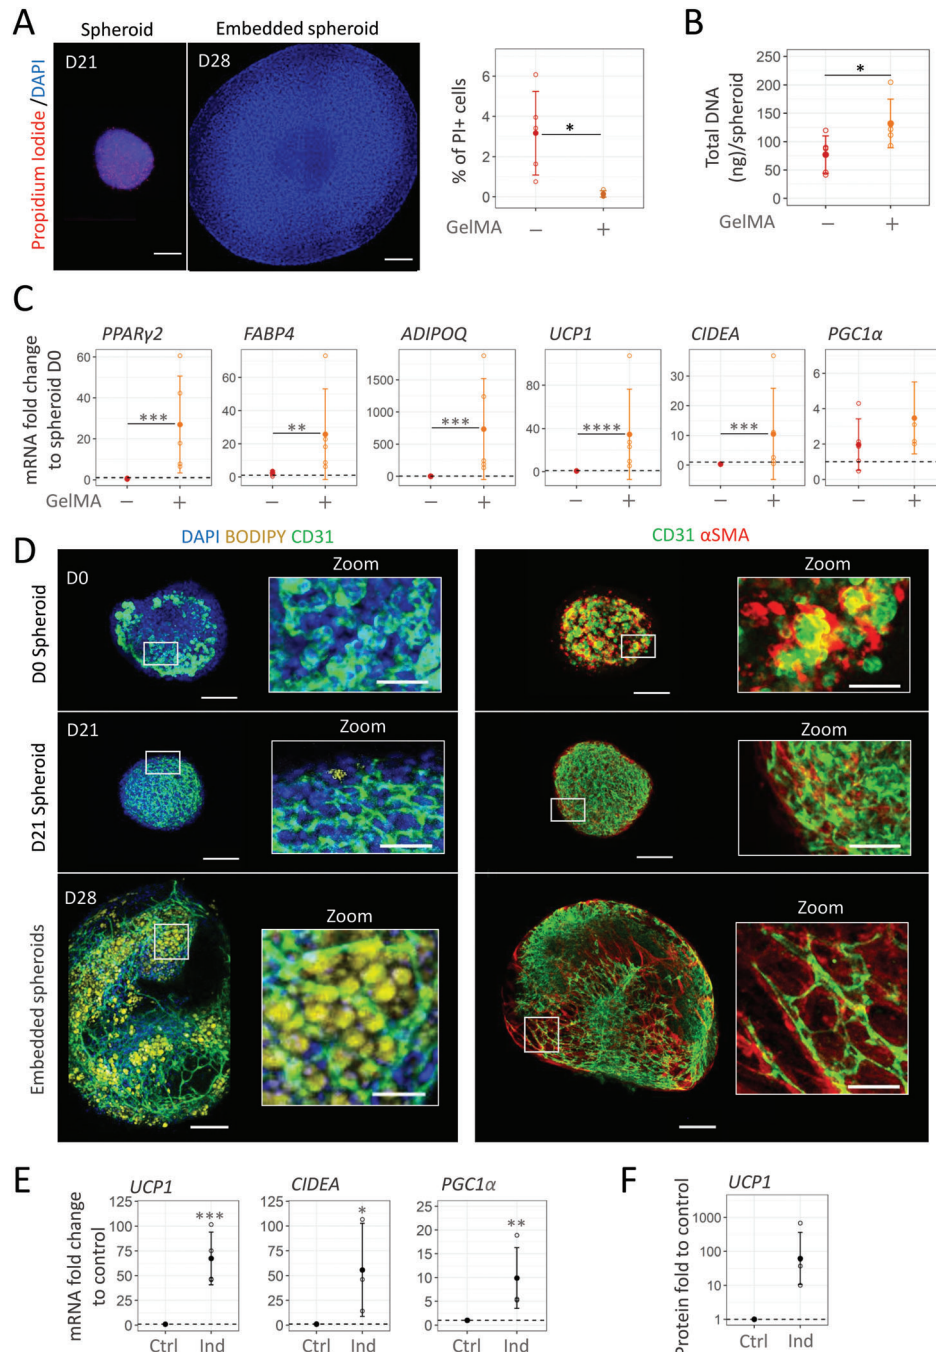 A
Spheroid
Embedded spheroid
Propidium Iodide /DAPI
D21
D28
% of PI+ cells
6
4
2
0
*
GelMA
−
+
B
Total DNA
(ng)/spheroid
250
200
150
100
50
0
*
GelMA
−
+
C
mRNA fold change
to spheroid D0
PPARγ2
60
40
20
0
***
GelMA
−
+
FABP4
60
40
20
0
**
−
+
ADIPOQ
1500
1000
500
0
***
−
+
UCP1
80
40
0
****
−
+
CIDEA
30
20
10
0
***
−
+
PGC1α
6
4
2
0
−
+
D
DAPI BODIPY CD31
CD31 αSMA
D0 Spheroid
D0
Zoom
Zoom
D21 Spheroid
D21
Zoom
Zoom
Embedded spheroids
D28
Zoom
Zoom
E
mRNA fold change
to control
UCP1
125
100
75
50
25
0
***
Ctrl
Ind
CIDEA
125
100
75
50
25
0
*
Ctrl
Ind
PGC1α
25
20
15
10
5
0
**
Ctrl
Ind
F
Protein fold to control
UCP1
1000
100
10
1
Ctrl
Ind